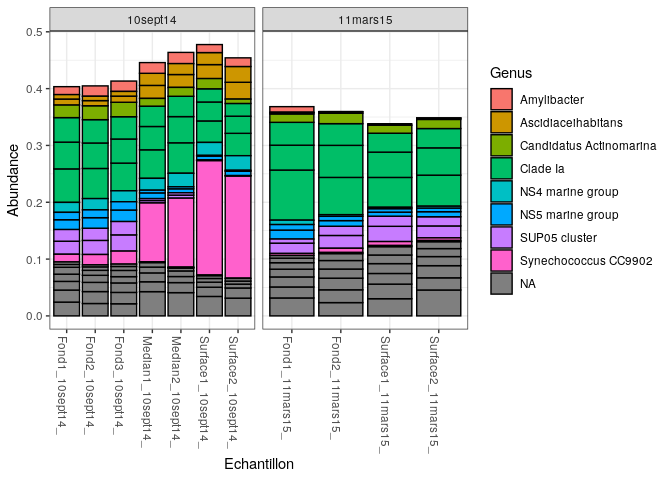 10sept14
11mars15
0.5
0.4
0.3
0.2
0.1
0.0
Abundance
Fond1_10sept14_
Fond2_10sept14_
Fond3_10sept14_
Median1_10sept14_
Median2_10sept14_
Surface1_10sept14_
Surface2_10sept14_
Fond1_11mars15_
Fond2_11mars15_
Surface1_11mars15_
Surface2_11mars15_
Echantillon
Genus
Amylibacter
Ascidiaceihabitans
Candidatus Actinomarina
Clade Ia
NS4 marine group
NS5 marine group
SUP05 cluster
Synechococcus CC9902
NA